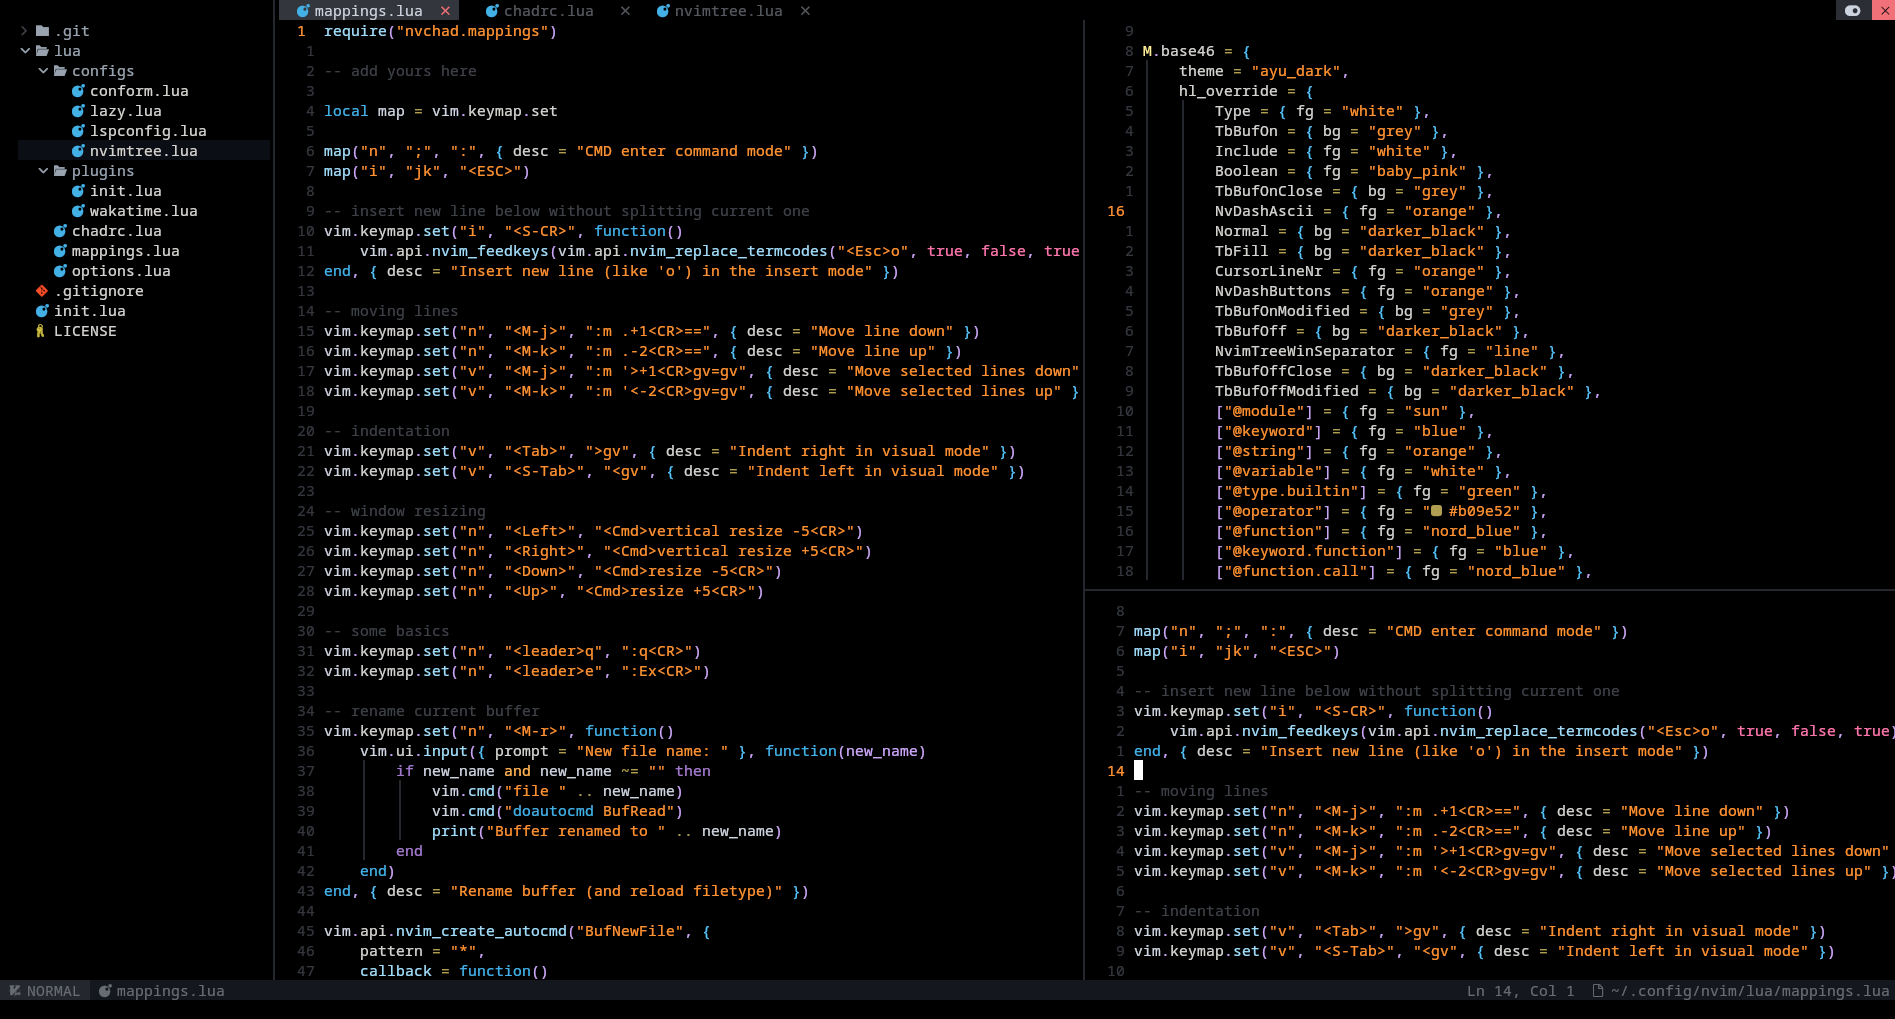 mappings.lua
chadrc.lua
nvimtree.lua
.git
lua
configs
conform.lua
lazy.lua
lspconfig.lua
nvimtree.lua
plugins
init.lua
wakatime.lua
chadrc.lua
mappings.lua
options.lua
.gitignore
init.lua
LICENSE
1 require("nvchad.mappings")
1
2 -- add yours here
3
4 local map = vim.keymap.set
5
6 map("n", ";", ":", { desc = "CMD enter command mode" })
7 map("i", "jk", "<ESC>")
8
9 -- insert new line below without splitting current one
10 vim.keymap.set("i", "<S-CR>", function()
11     vim.api.nvim_feedkeys(vim.api.nvim_replace_termcodes("<Esc>o", true, false, true
12 end, { desc = "Insert new line (like 'o') in the insert mode" })
13
14 -- moving lines
15 vim.keymap.set("n", "<M-j>", ":m .+1<CR>==", { desc = "Move line down" })
16 vim.keymap.set("n", "<M-k>", ":m .-2<CR>==", { desc = "Move line up" })
17 vim.keymap.set("v", "<M-j>", ":m '>+1<CR>gv=gv", { desc = "Move selected lines down"
18 vim.keymap.set("v", "<M-k>", ":m '<-2<CR>gv=gv", { desc = "Move selected lines up" }
19
20 -- indentation
21 vim.keymap.set("v", "<Tab>", ">gv", { desc = "Indent right in visual mode" })
22 vim.keymap.set("v", "<S-Tab>", "<gv", { desc = "Indent left in visual mode" })
23
24 -- window resizing
25 vim.keymap.set("n", "<Left>", "<Cmd>vertical resize -5<CR>")
26 vim.keymap.set("n", "<Right>", "<Cmd>vertical resize +5<CR>")
27 vim.keymap.set("n", "<Down>", "<Cmd>resize -5<CR>")
28 vim.keymap.set("n", "<Up>", "<Cmd>resize +5<CR>")
29
30 -- some basics
31 vim.keymap.set("n", "<leader>q", ":q<CR>")
32 vim.keymap.set("n", "<leader>e", ":Ex<CR>")
33
34 -- rename current buffer
35 vim.keymap.set("n", "<M-r>", function()
36     vim.ui.input({ prompt = "New file name: " }, function(new_name)
37         if new_name and new_name ~= "" then
38             vim.cmd("file " .. new_name)
39             vim.cmd("doautocmd BufRead")
40             print("Buffer renamed to " .. new_name)
41         end
42     end)
43 end, { desc = "Rename buffer (and reload filetype)" })
44
45 vim.api.nvim_create_autocmd("BufNewFile", {
46     pattern = "*",
47     callback = function()
9
8 M.base46 = {
7     theme = "ayu_dark",
6     hl_override = {
5         Type = { fg = "white" },
4         TbBufOn = { bg = "grey" },
3         Include = { fg = "white" },
2         Boolean = { fg = "baby_pink" },
1         TbBufOnClose = { bg = "grey" },
16         NvDashAscii = { fg = "orange" },
1         Normal = { bg = "darker_black" },
2         TbFill = { bg = "darker_black" },
3         CursorLineNr = { fg = "orange" },
4         NvDashButtons = { fg = "orange" },
5         TbBufOnModified = { bg = "grey" },
6         TbBufOff = { bg = "darker_black" },
7         NvimTreeWinSeparator = { fg = "line" },
8         TbBufOffClose = { bg = "darker_black" },
9         TbBufOffModified = { bg = "darker_black" },
10         ["@module"] = { fg = "sun" },
11         ["@keyword"] = { fg = "blue" },
12         ["@string"] = { fg = "orange" },
13         ["@variable"] = { fg = "white" },
14         ["@type.builtin"] = { fg = "green" },
15         ["@operator"] = { fg = "#b09e52" },
16         ["@function"] = { fg = "nord_blue" },
17         ["@keyword.function"] = { fg = "blue" },
18         ["@function.call"] = { fg = "nord_blue" },
8
7 map("n", ";", ":", { desc = "CMD enter command mode" })
6 map("i", "jk", "<ESC>")
5
4 -- insert new line below without splitting current one
3 vim.keymap.set("i", "<S-CR>", function()
2     vim.api.nvim_feedkeys(vim.api.nvim_replace_termcodes("<Esc>o", true, false, true)
1 end, { desc = "Insert new line (like 'o') in the insert mode" })
14
1 -- moving lines
2 vim.keymap.set("n", "<M-j>", ":m .+1<CR>==", { desc = "Move line down" })
3 vim.keymap.set("n", "<M-k>", ":m .-2<CR>==", { desc = "Move line up" })
4 vim.keymap.set("v", "<M-j>", ":m '>+1<CR>gv=gv", { desc = "Move selected lines down"
5 vim.keymap.set("v", "<M-k>", ":m '<-2<CR>gv=gv", { desc = "Move selected lines up" })
6
7 -- indentation
8 vim.keymap.set("v", "<Tab>", ">gv", { desc = "Indent right in visual mode" })
9 vim.keymap.set("v", "<S-Tab>", "<gv", { desc = "Indent left in visual mode" })
10
NORMAL mappings.lua
Ln 14, Col 1 ~/.config/nvim/lua/mappings.lua